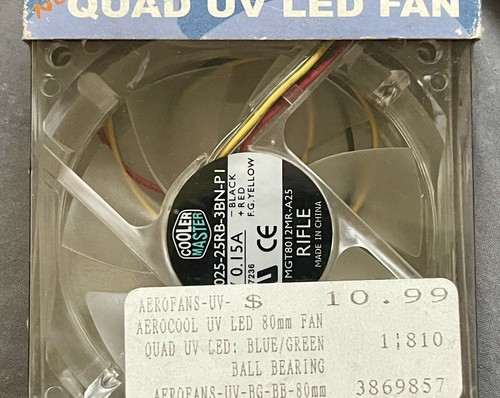 QUAD UV LED FAN
COOLER
MASTER
025-25RB-3BN-P1
0.15A
- BLACK
+ RED
F.G.YELLOW
7236
CE
MGT8012MR-A25
RIFLE
MADE IN CHINA
AEROFANS-UV- $ 10.99
AEROCOOL UV LED 80mm FAN
QUAD UV LED: BLUE/GREEN 1¦810
BALL BEARING
AEROFANS-UV-BG-BB-80mm 3869857